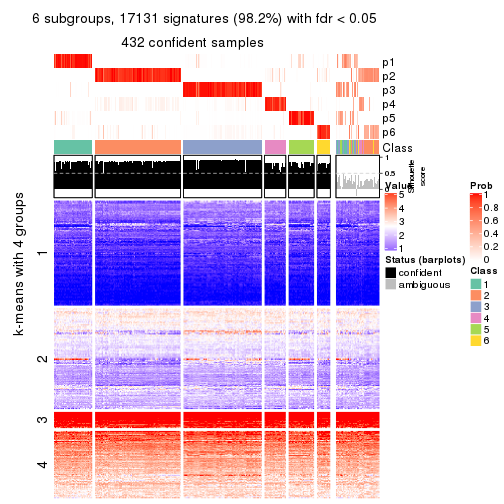 6 subgroups, 17131 signatures (98.2%) with fdr < 0.05
432 confident samples
p1
p2
p3
p4
p5
p6
Class
1
0.5
0
Silhouette
score
k-means with 4 groups
1
2
3
4
Value
5
4
3
2
1
Status (barplots)
confident
ambiguous
Prob
1
0.8
0.6
0.4
0.2
0
Class
1
2
3
4
5
6